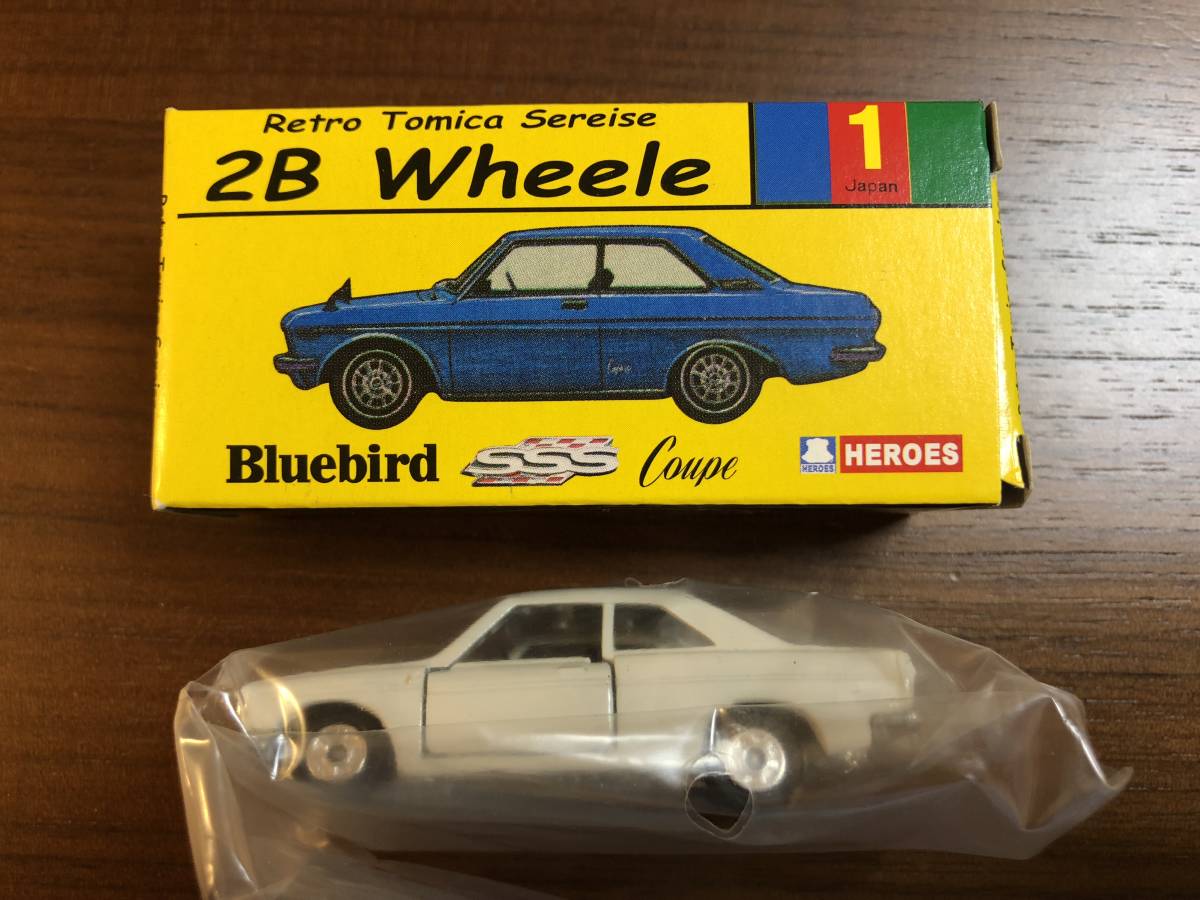 Retro Tomica Sereise
2B Wheele
1
Japan
Bluebird SSS Coupe
HEROES
HEROES